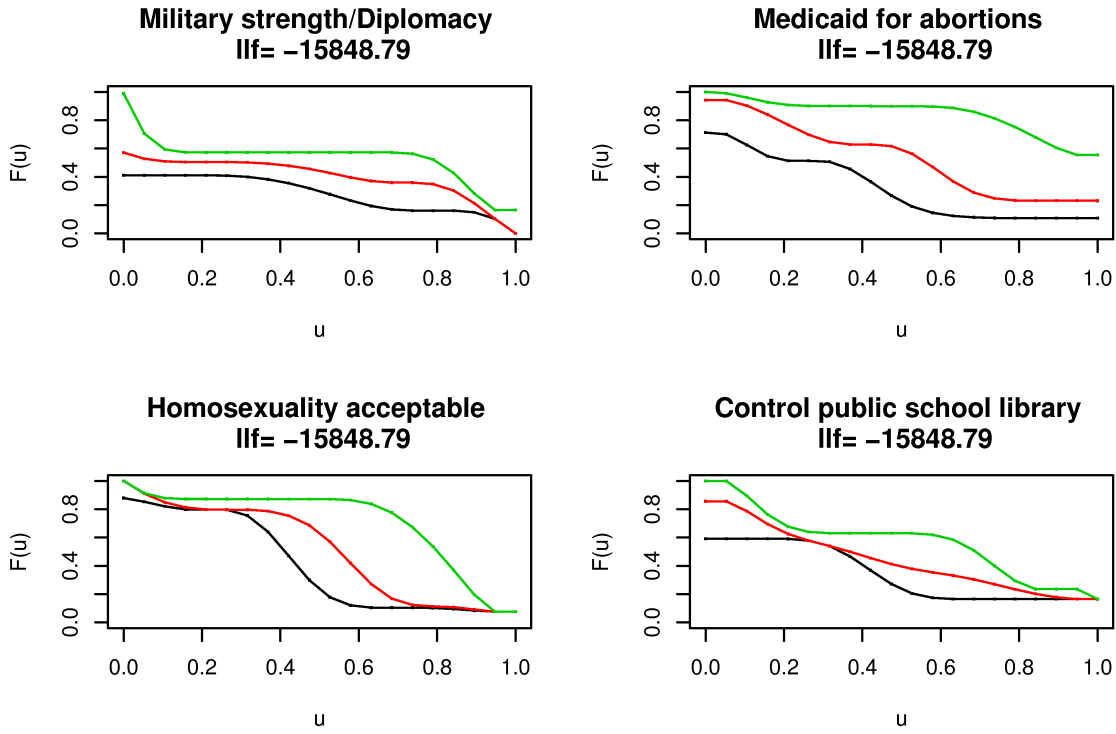 Military strength/Diplomacy
llf= −15848.79
F(u)
0.0 0.4 0.8
0.0 0.2 0.4 0.6 0.8 1.0
u
Medicaid for abortions
llf= −15848.79
F(u)
0.0 0.4 0.8
0.0 0.2 0.4 0.6 0.8 1.0
u
Homosexuality acceptable
llf= −15848.79
F(u)
0.0 0.4 0.8
0.0 0.2 0.4 0.6 0.8 1.0
u
Control public school library
llf= −15848.79
F(u)
0.0 0.4 0.8
0.0 0.2 0.4 0.6 0.8 1.0
u